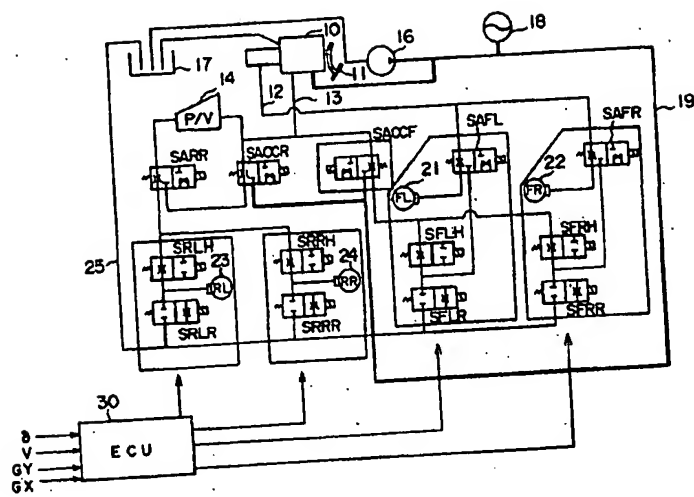 18
10
16
17
11
14
12
13
19
P/V
SACCF
SAFL
SAFR
SARR
SACCR
21
22
FL
FR
SFLH
SFRH
25
SRLH
23
SRRH
24
RL
RR
SRLR
SRRR
SFLR
SFRR
30
ECU
V
GY
GX